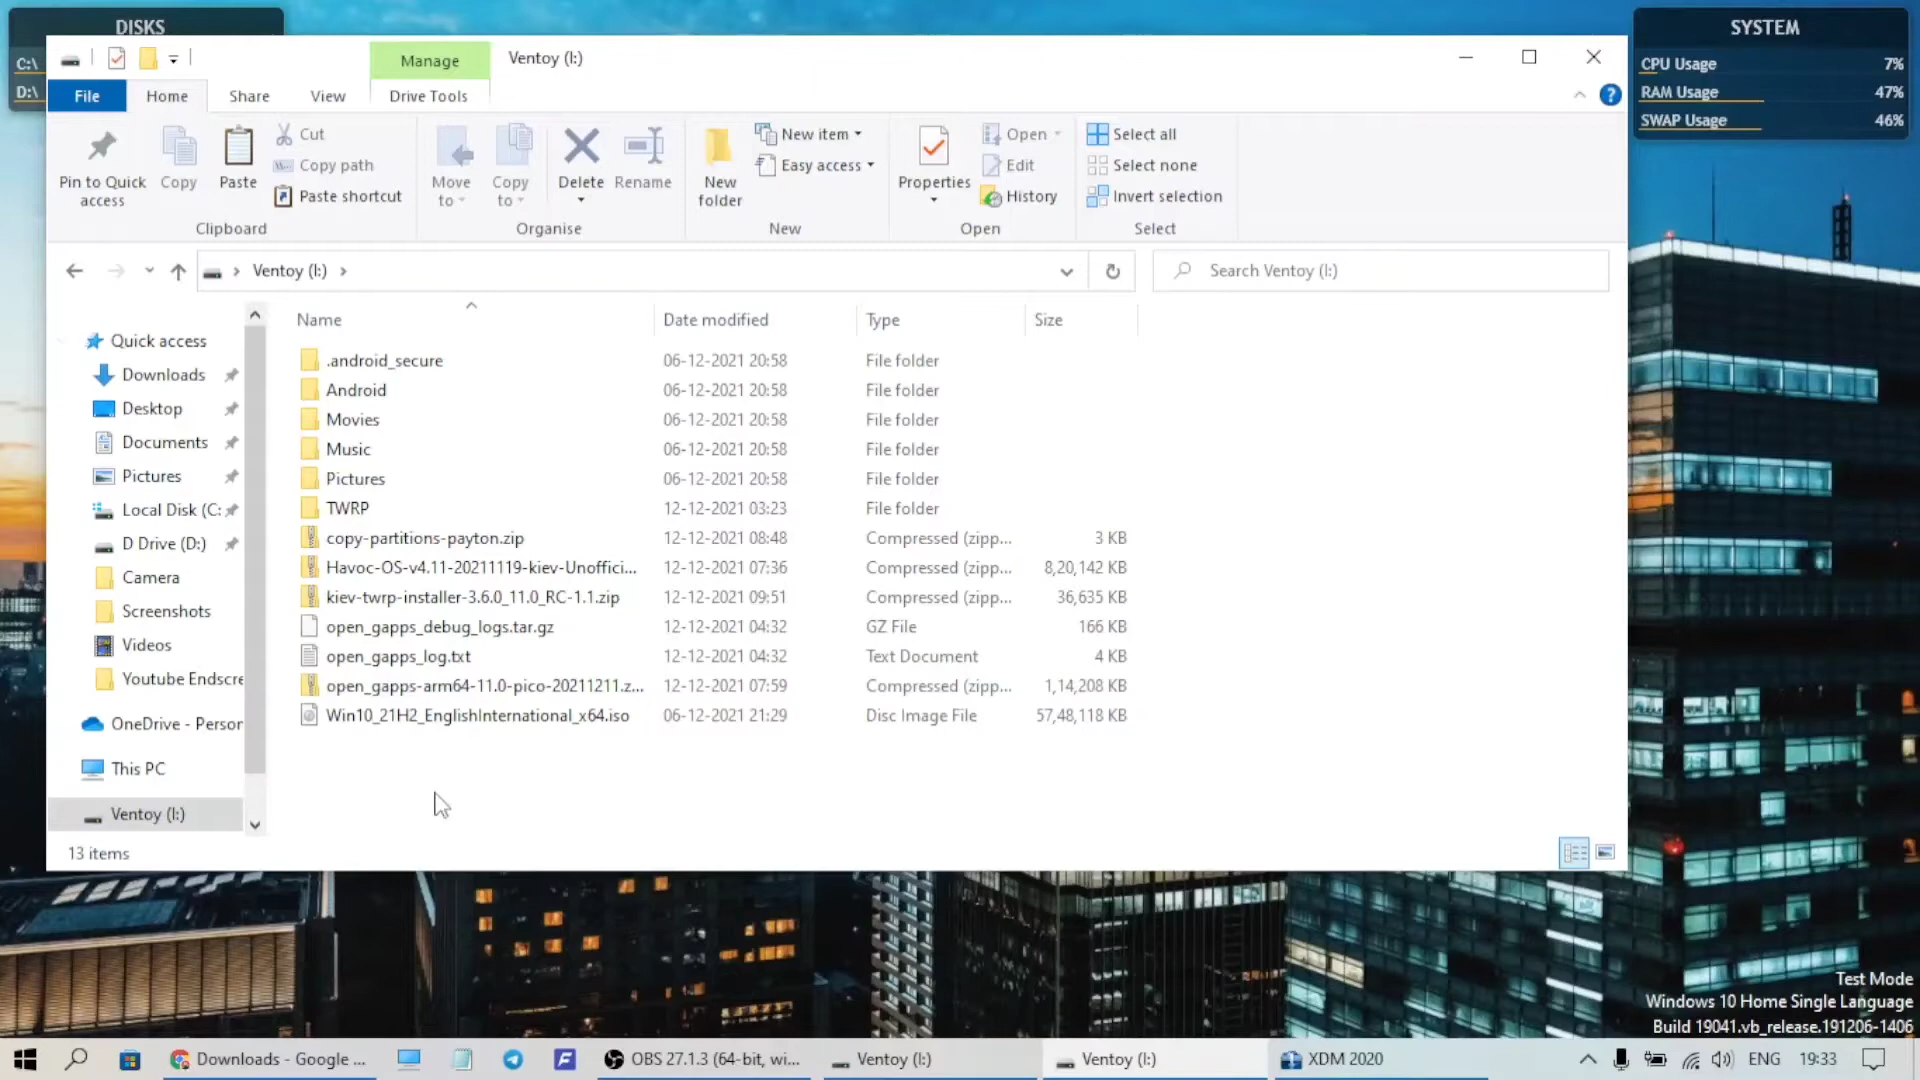 DISKS
C:\
D:\
SYSTEM
CPU Usage 7%
RAM Usage 47%
SWAP Usage 46%
Manage
Ventoy (I:)
File
Home
Share
View
Drive Tools
Pin to Quick access
Copy
Paste
Cut
Copy path
Paste shortcut
Clipboard
Move to
Copy to
Delete
Rename
Organise
New folder
New item
Easy access
New
Properties
Open
Edit
History
Open
Select all
Select none
Invert selection
Select
Ventoy (I:)
Search Ventoy (I:)
Quick access
Downloads
Desktop
Documents
Pictures
Local Disk (C:
D Drive (D:)
Camera
Screenshots
Videos
Youtube Endscre
OneDrive - Person
This PC
Ventoy (I:)
Name Date modified Type Size
.android_secure 06-12-2021 20:58 File folder
Android 06-12-2021 20:58 File folder
Movies 06-12-2021 20:58 File folder
Music 06-12-2021 20:58 File folder
Pictures 06-12-2021 20:58 File folder
TWRP 12-12-2021 03:23 File folder
copy-partitions-payton.zip 12-12-2021 08:48 Compressed (zipp... 3 KB
Havoc-OS-v4.11-20211119-kiev-Unoffici... 12-12-2021 07:36 Compressed (zipp... 8,20,142 KB
kiev-twrp-installer-3.6.0_11.0_RC-1.1.zip 12-12-2021 09:51 Compressed (zipp... 36,635 KB
open_gapps_debug_logs.tar.gz 12-12-2021 04:32 GZ File 166 KB
open_gapps_log.txt 12-12-2021 04:32 Text Document 4 KB
open_gapps-arm64-11.0-pico-20211211.z... 12-12-2021 07:59 Compressed (zipp... 1,14,208 KB
Win10_21H2_EnglishInternational_x64.iso 06-12-2021 21:29 Disc Image File 57,48,118 KB
13 items
Test Mode
Windows 10 Home Single Language
Build 19041.vb_release.191206-1406
Downloads - Google ...
OBS 27.1.3 (64-bit, wi...
Ventoy (I:)
Ventoy (I:)
XDM 2020
ENG
19:33